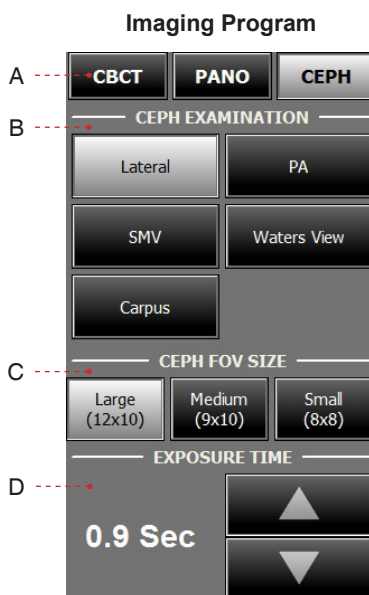 Imaging Program
A
CBCT PANO CEPH
B
CEPH EXAMINATION
Lateral PA
SMV Waters View
Carpus
C
CEPH FOV SIZE
Large Medium Small
(12x10) (9x10) (8x8)
EXPOSURE TIME
D
0.9 Sec